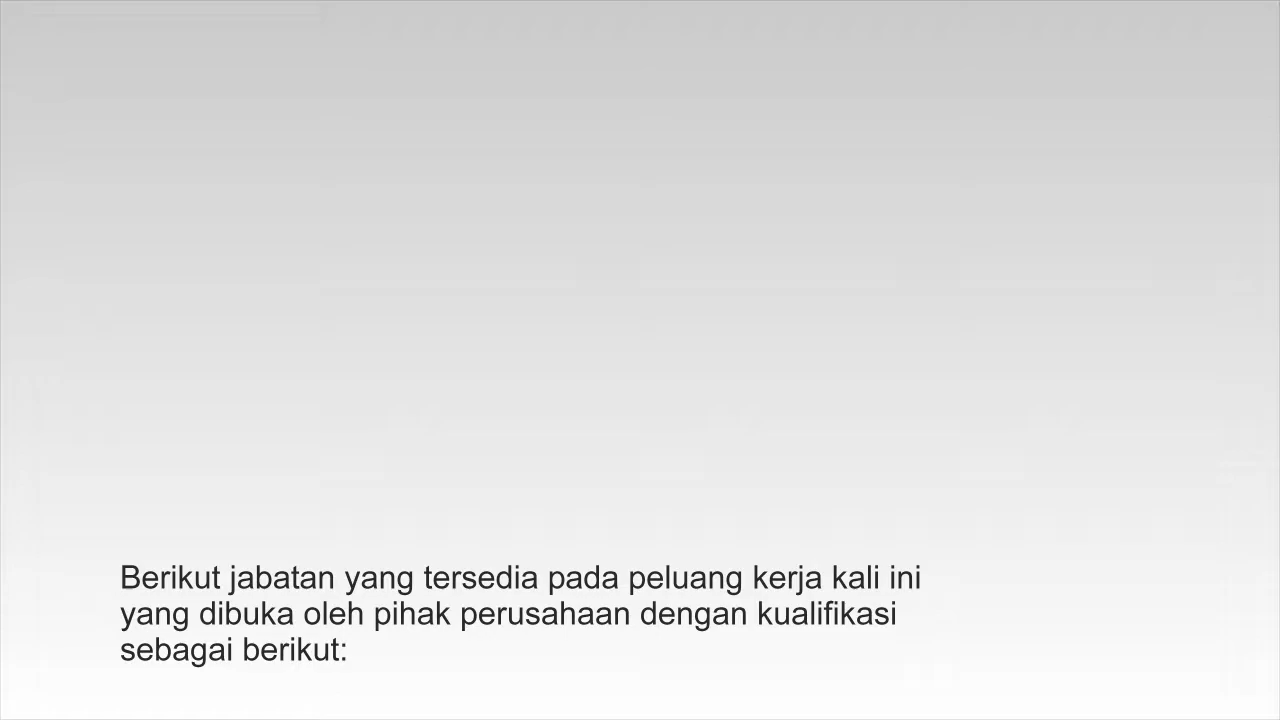 Berikut jabatan yang tersedia pada peluang kerja kali ini
yang dibuka oleh pihak perusahaan dengan kualifikasi
sebagai berikut: